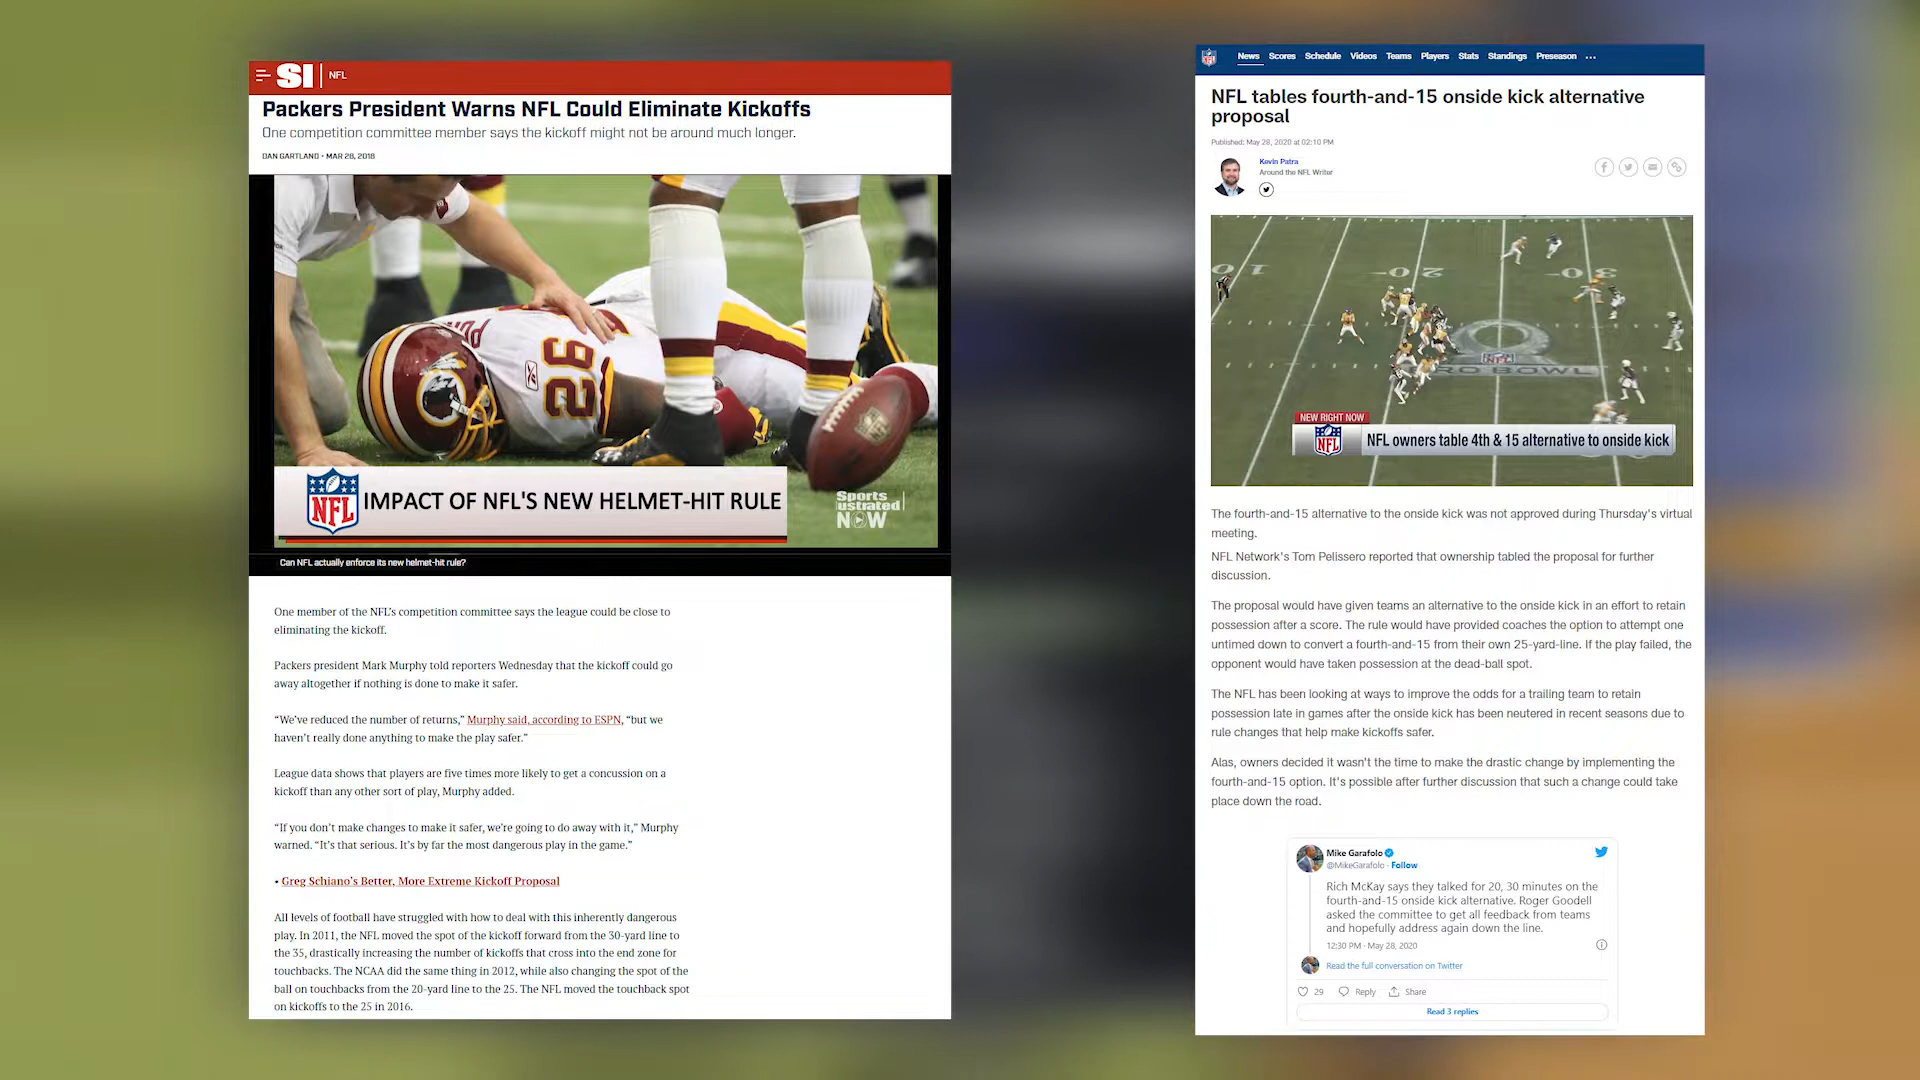 SI NFL
Packers President Warns NFL Could Eliminate Kickoffs
One competition committee member says the kickoff might not be around much longer.
DAN GARTLAND • MAR 28, 2018
26
NFL
IMPACT OF NFL'S NEW HELMET-HIT RULE
Sports
ustrated
NOW
Can NFL actually enforce its new helmet-hit rule?
One member of the NFL's competition committee says the league could be close to
eliminating the kickoff.
Packers president Mark Murphy told reporters Wednesday that the kickoff could go
away altogether if nothing is done to make it safer.
“We've reduced the number of returns,” Murphy said, according to ESPN, “but we
haven't really done anything to make the play safer.”
League data shows that players are five times more likely to get a concussion on a
kickoff than any other sort of play, Murphy added.
“If you don't make changes to make it safer, we're going to do away with it,” Murphy
warned. “It's that serious. It's by far the most dangerous play in the game.”
• Greg Schiano's Better, More Extreme Kickoff Proposal
All levels of football have struggled with how to deal with this inherently dangerous
play. In 2011, the NFL moved the spot of the kickoff forward from the 30-yard line to
the 35, drastically increasing the number of kickoffs that cross into the end zone for
touchbacks. The NCAA did the same thing in 2012, while also changing the spot of the
ball on touchbacks from the 20-yard line to the 25. The NFL moved the touchback spot
on kickoffs to the 25 in 2016.
News Scores Schedule Videos Teams Players Stats Standings Preseason ...
NFL tables fourth-and-15 onside kick alternative
proposal
Published: May 28, 2020 at 02:10 PM
Kevin Patra
Around the NFL Writer
10 20 30
NFL
PRO BOWL
NEW RIGHT NOW
NFL
NFL owners table 4th & 15 alternative to onside kick
The fourth-and-15 alternative to the onside kick was not approved during Thursday's virtual
meeting.
NFL Network's Tom Pelissero reported that ownership tabled the proposal for further
discussion.
The proposal would have given teams an alternative to the onside kick in an effort to retain
possession after a score. The rule would have provided coaches the option to attempt one
untimed down to convert a fourth-and-15 from their own 25-yard-line. If the play failed, the
opponent would have taken possession at the dead-ball spot.
The NFL has been looking at ways to improve the odds for a trailing team to retain
possession late in games after the onside kick has been neutered in recent seasons due to
rule changes that help make kickoffs safer.
Alas, owners decided it wasn't the time to make the drastic change by implementing the
fourth-and-15 option. It's possible after further discussion that such a change could take
place down the road.
Mike Garafolo
@MikeGarafolo · Follow
Rich McKay says they talked for 20, 30 minutes on the
fourth-and-15 onside kick alternative. Roger Goodell
asked the committee to get all feedback from teams
and hopefully address again down the line.
12:30 PM · May 28, 2020
Read the full conversation on Twitter
29 Reply Share
Read 3 replies